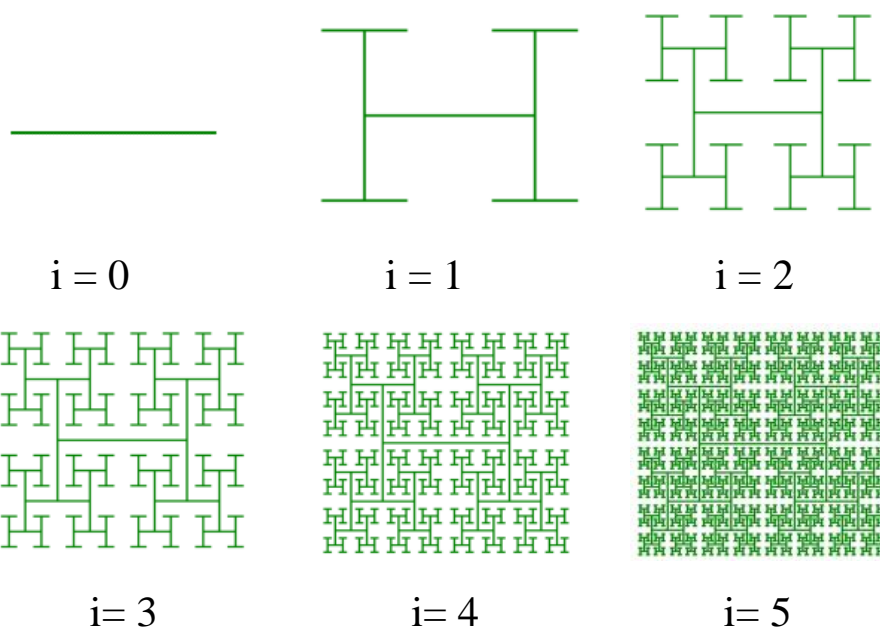 i = 0
i = 1
i = 2
i= 3
i= 4
i= 5